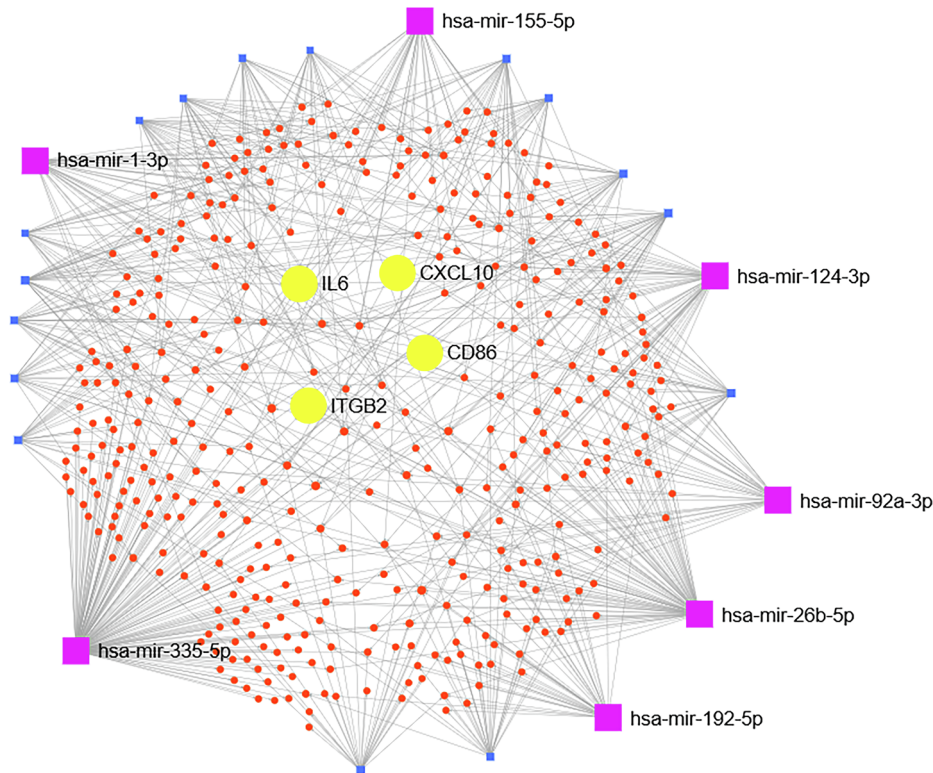 hsa-mir-155-5p
hsa-mir-1-3p
CXCL10
hsa-mir-124-3p
IL6
CD86
ITGB2
hsa-mir-92a-3p
hsa-mir-26b-5p
hsa-mir-335-5p
hsa-mir-192-5p